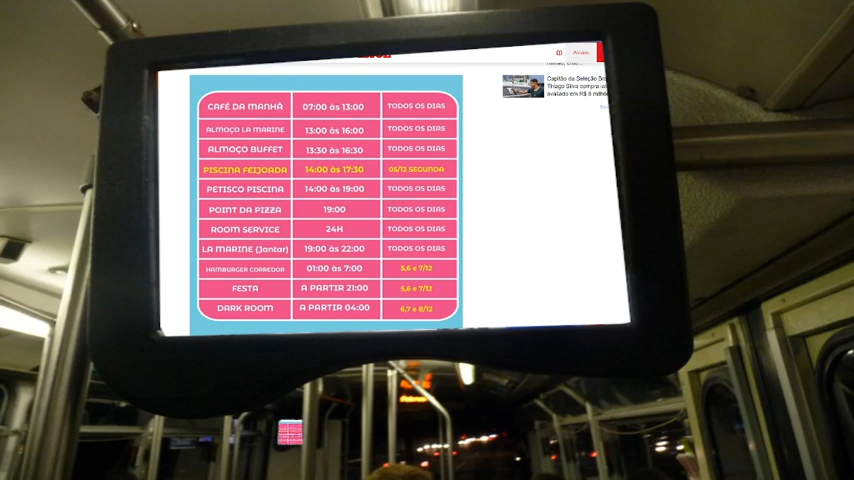 Assine
CAFÉ DA MANHÃ 07:00 às 13:00 TODOS OS DIAS
ALMOÇO LA MARINE 13:00 às 16:00 TODOS OS DIAS
ALMOÇO BUFFET 13:30 às 16:30 TODOS OS DIAS
PISCINA FEIJOADA 14:00 às 17:30 05/12 SEGUNDA
PETISCO PISCINA 14:00 às 19:00 TODOS OS DIAS
POINT DA PIZZA 19:00 TODOS OS DIAS
ROOM SERVICE 24H TODOS OS DIAS
LA MARINE (Jantar) 19:00 às 22:00 TODOS OS DIAS
HAMBURGER CORREDOR 01:00 às 7:00 5,6 e 7/12
FESTA A PARTIR 21:00 5,6 e 7/12
DARK ROOM A PARTIR 04:00 6,7 e 8/12
Capitão da Seleção Bra
Thiago Silva compra iat
avaliado em R$ 9 milhõ